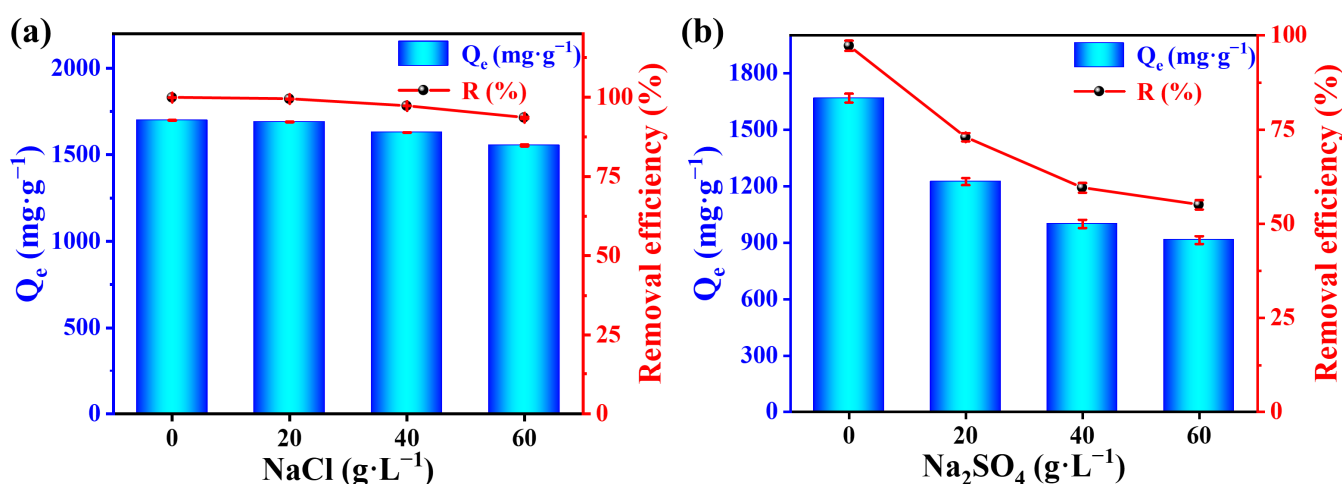 (a)
Qe (mg·g−1)
R (%)
2000
1500
1000
500
0
Qe (mg·g−1)
100
75
50
25
0
Removal efficiency (%)
0 20 40 60
NaCl (g·L−1)
(b)
Qe (mg·g−1)
R (%)
1800
1500
1200
900
600
300
0
Qe (mg·g−1)
100
75
50
25
0
Removal efficiency (%)
0 20 40 60
Na2SO4 (g·L−1)